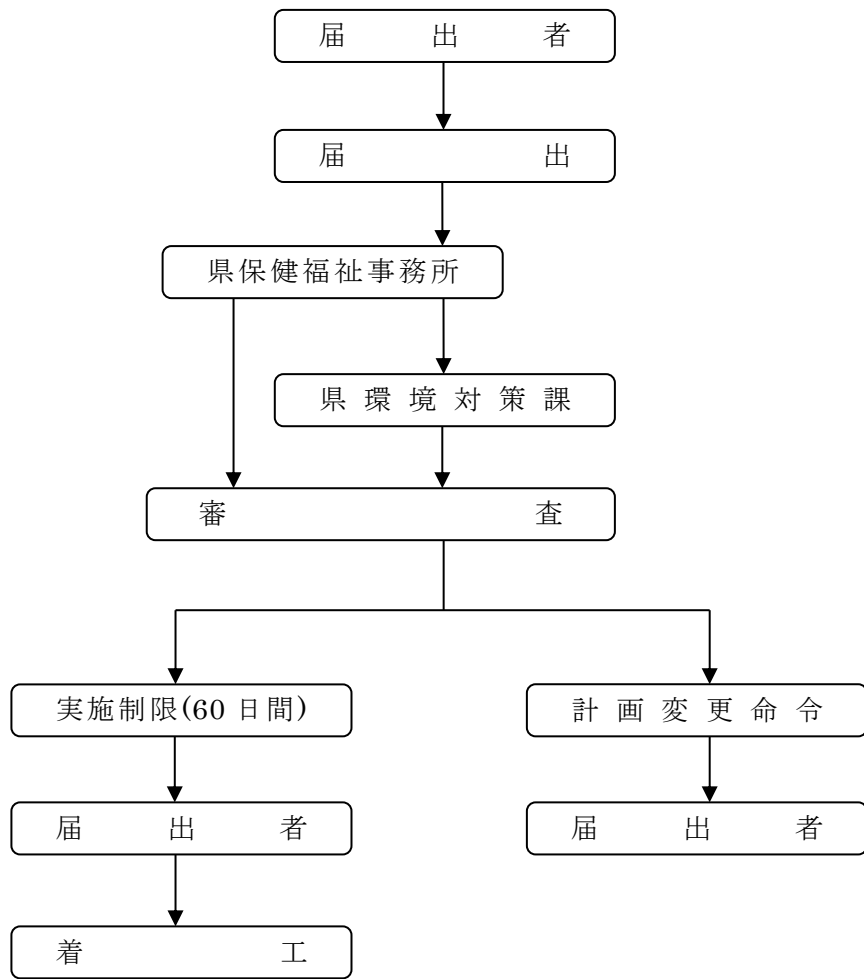 届出者
届出
県保健福祉事務所
県環境対策課
審査
実施制限(60日間)
計画変更命令
届出者
届出者
着工